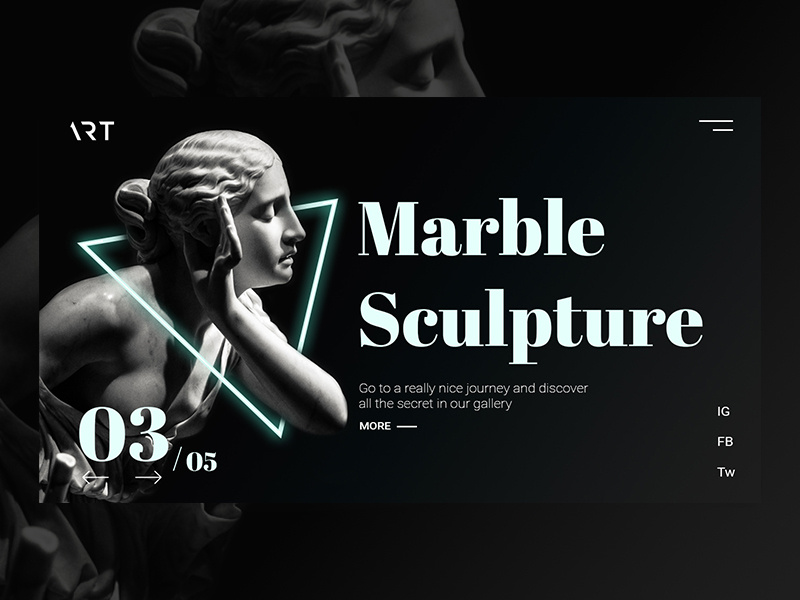 ART
Marble
Sculpture
Go to a really nice journey and discover
all the secret in our gallery
MORE
03 / 05
IG
FB
Tw